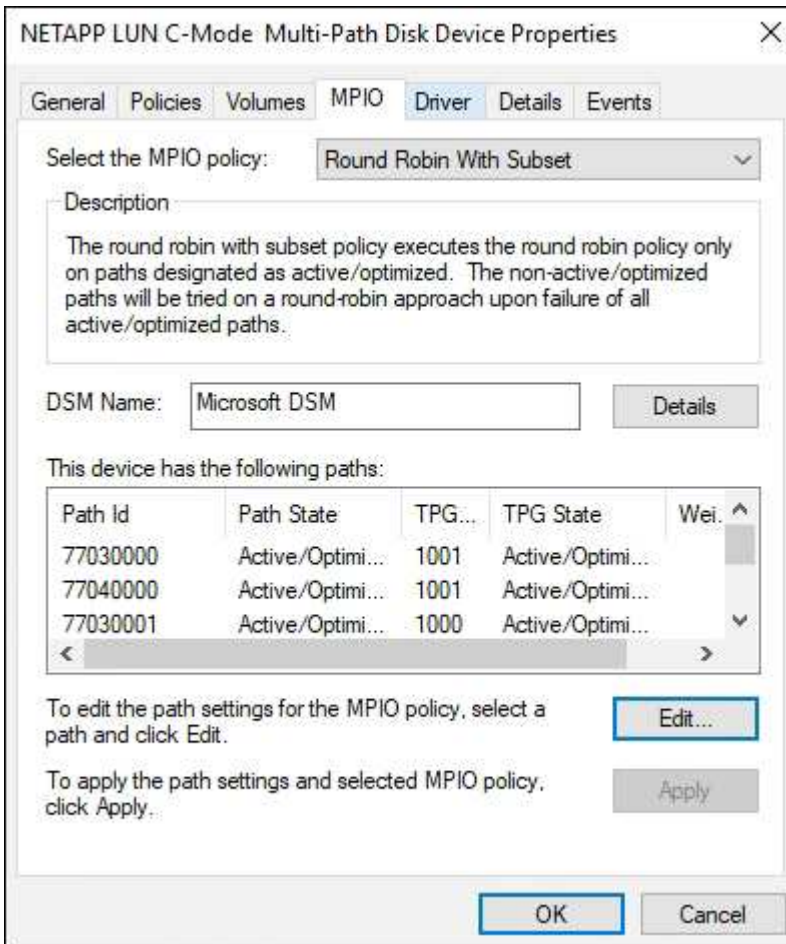 NETAPP LUN C-Mode  Multi-Path Disk Device Properties
General Policies Volumes MPIO Driver Details Events
Select the MPIO policy: Round Robin With Subset
Description
The round robin with subset policy executes the round robin policy only
on paths designated as active/optimized.  The non-active/optimized
paths will be tried on a round-robin approach upon failure of all
active/optimized paths.
DSM Name: Microsoft DSM Details
This device has the following paths:
Path Id Path State TPG... TPG State Wei.
77030000 Active/Optimi... 1001 Active/Optimi...
77040000 Active/Optimi... 1001 Active/Optimi...
77030001 Active/Optimi... 1000 Active/Optimi...
To edit the path settings for the MPIO policy, select a
path and click Edit.
Edit...
To apply the path settings and selected MPIO policy,
click Apply.
Apply
OK Cancel